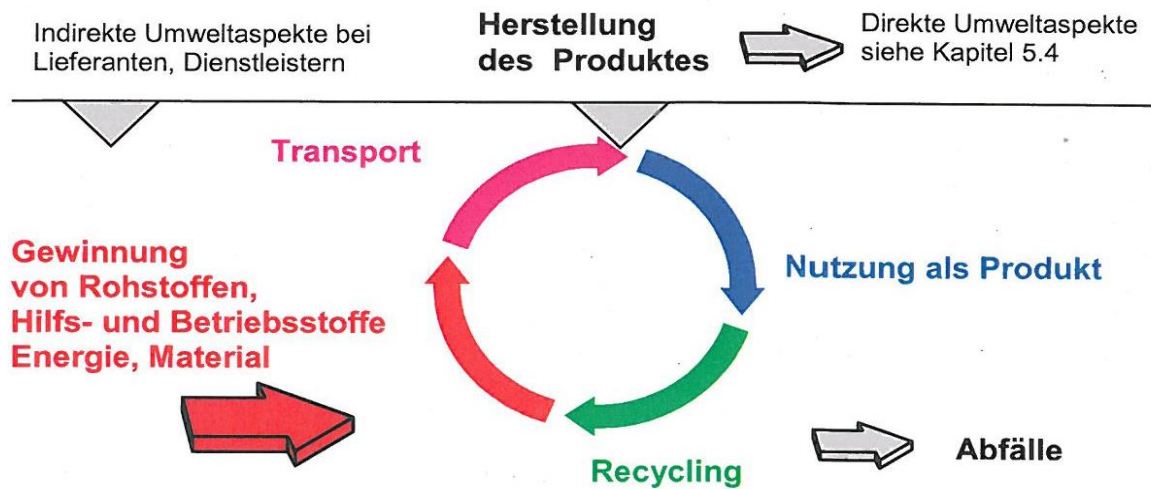 Indirekte Umweltaspekte bei
Lieferanten, Dienstleistern
Herstellung
des Produktes
Direkte Umweltaspekte
siehe Kapitel 5.4
Transport
Gewinnung
von Rohstoffen,
Hilfs- und Betriebsstoffe
Energie, Material
Nutzung als Produkt
Recycling
Abfälle